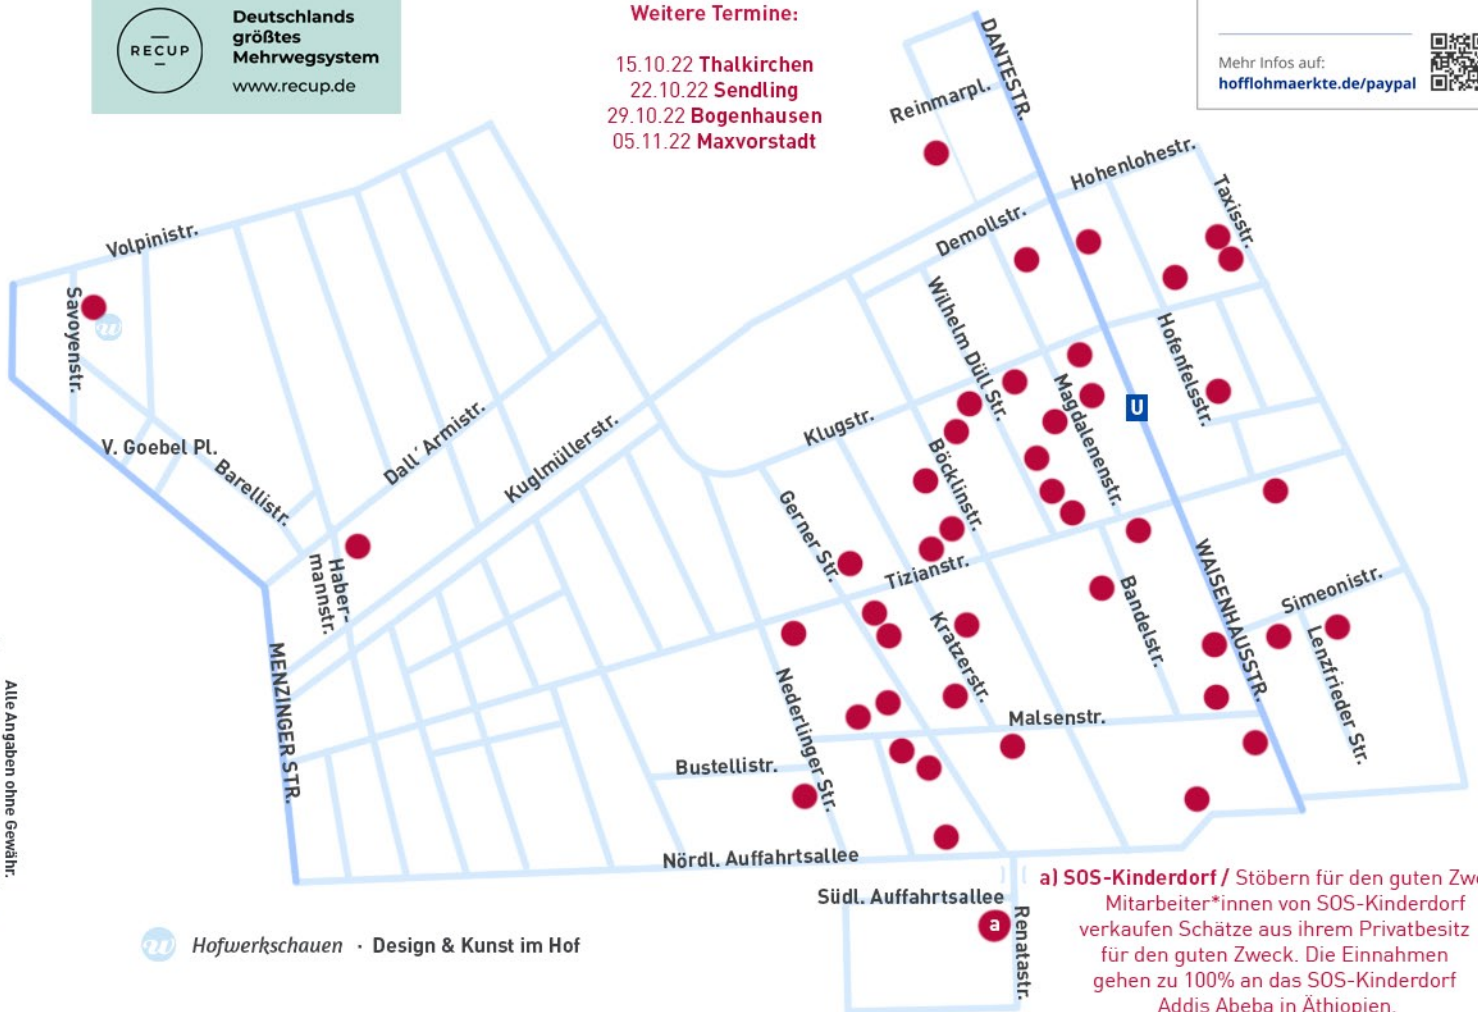 RECUP
Deutschlands
größtes
Mehrwegsystem
www.recup.de
Weitere Termine:
15.10.22 Thalkirchen
22.10.22 Sendling
29.10.22 Bogenhausen
05.11.22 Maxvorstadt
Mehr Infos auf:
hofflohmaerkte.de/paypal
DANTESTR.
Reinmarpl.
Hohenlohestr.
Taxisstr.
Demollstr.
Volpinistr.
Savoyenstr.
w
Wilhelm Düll Str.
Hofenfelsstr.
Magdalenenstr.
U
Klugstr.
Dall´Armistr.
Kuglmüllerstr.
V. Goebel Pl.
Barellistr.
Böcklinstr.
Gerner Str.
Tizianstr.
Haber-
mannstr.
WAISENHAUSSTR.
Simeonistr.
Bandelstr.
Kratzerstr.
Lenzfrieder Str.
MENZINGER STR.
Nederlinger Str.
Malsenstr.
Bustellistr.
Nördl. Auffahrtsallee
Südl. Auffahrtsallee
Renatastr.
a
Alle Angaben ohne Gewähr.
w Hofwerkschauen · Design & Kunst im Hof
a) SOS-Kinderdorf / Stöbern für den guten Zwe
Mitarbeiter*innen von SOS-Kinderdorf
verkaufen Schätze aus ihrem Privatbesitz
für den guten Zweck. Die Einnahmen
gehen zu 100% an das SOS-Kinderdorf
Addis Abeba in Äthiopien.